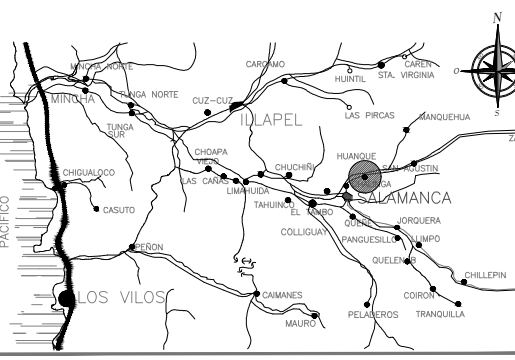 N
O
S
CAREN
CARCAMO
MINCHA NORTE
HUINTIL
STA. VIRGINIA
MINCHA
TUNGA NORTE
CUZ-CUZ
ILLAPEL
LAS PIRCAS
MANQUEHUA
TUNGA
SUR
CHOAPA
VIEJO
HUANQUE
CHUCHIÑI
SAN AGUSTIN
CHIGUALOCO
LAS CAÑAS
LIMAHUIDA
SALAMANCA
CASUTO
TAHUINCO
EL TAMBO
JORQUERA
COLLIGUAY
PANGUESILLO
LLIMPO
PACIFICO
PEÑON
QUELEN
CHILLEPIN
LOS VILOS
CAIMANES
COIRON
MAURO
PELADEROS
TRANQUILLA